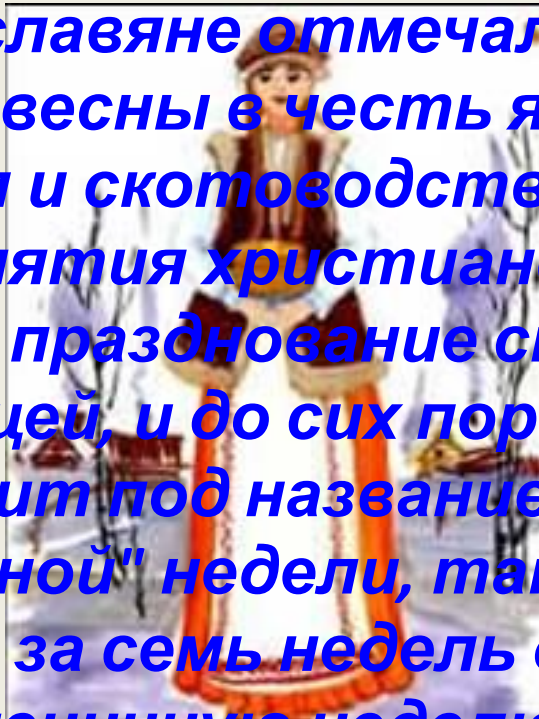 славяне отмечал
весны в честь я
и и скотоводств
нятия христиан
празднование с
цей, и до сих пор
ит под название
ной" недели, та
за семь недель